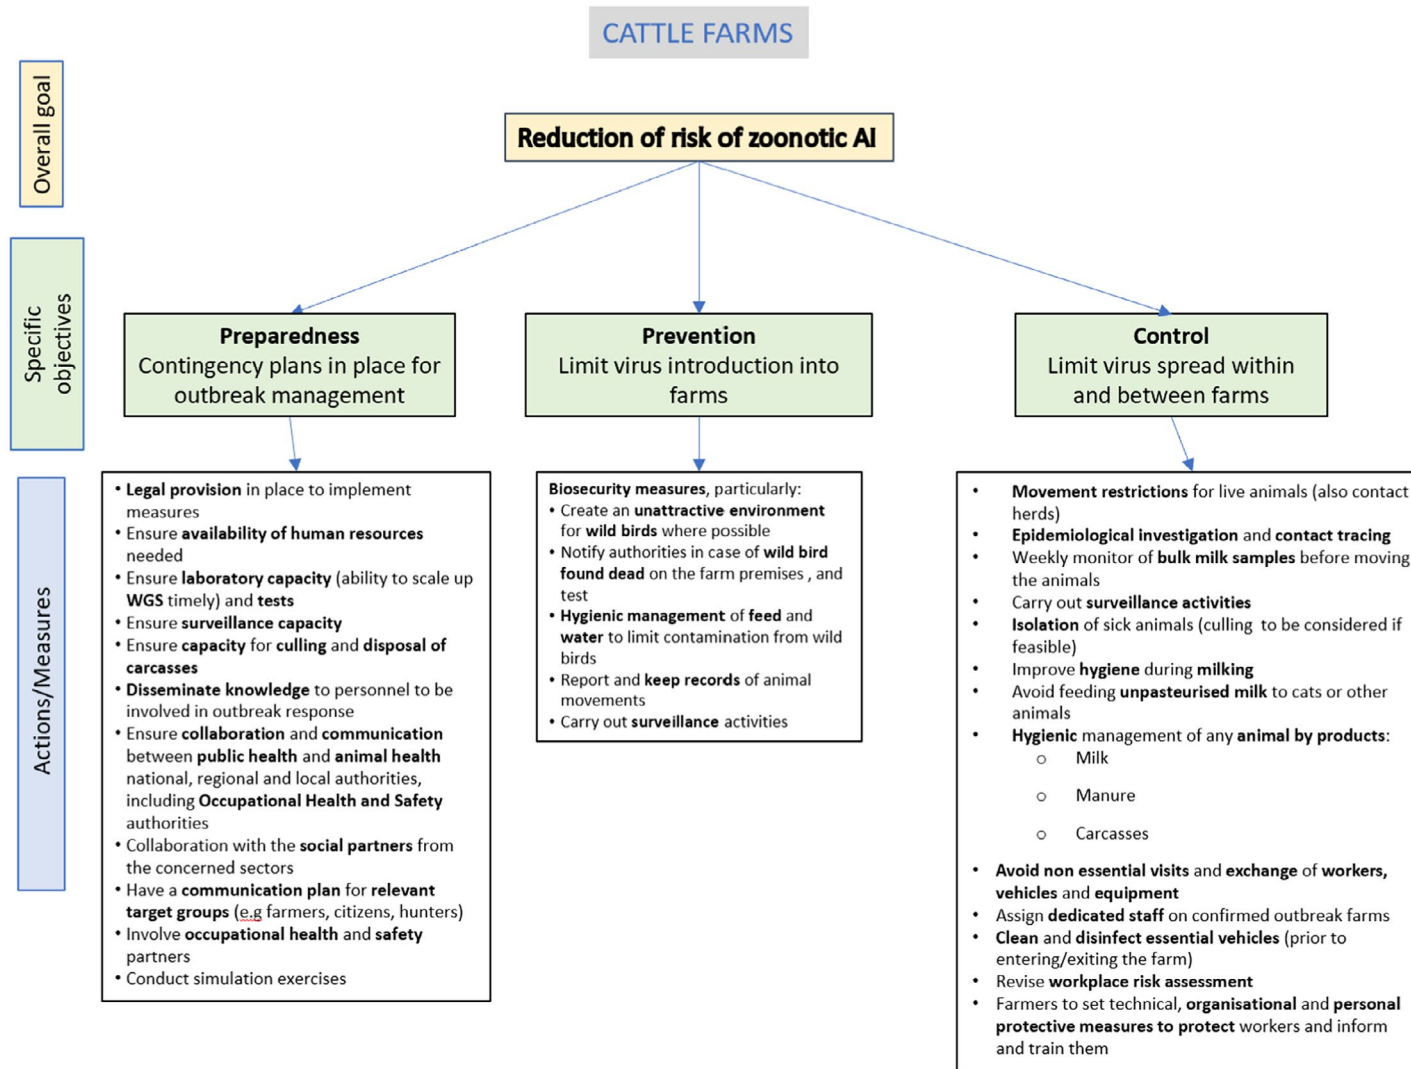 CATTLE FARMS
Overall goal
Reduction of risk of zoonotic AI
Specific
objectives
Preparedness
Contingency plans in place for
outbreak management
Prevention
Limit virus introduction into
farms
Control
Limit virus spread within
and between farms
Actions/Measures
• Legal provision in place to implement
measures
• Ensure availability of human resources
needed
• Ensure laboratory capacity (ability to scale up
WGS timely) and tests
• Ensure surveillance capacity
• Ensure capacity for culling and disposal of
carcasses
• Disseminate knowledge to personnel to be
involved in outbreak response
• Ensure collaboration and communication
between public health and animal health
national, regional and local authorities,
including Occupational Health and Safety
authorities
• Collaboration with the social partners from
the concerned sectors
• Have a communication plan for relevant
target groups (e.g farmers, citizens, hunters)
• Involve occupational health and safety
partners
• Conduct simulation exercises
Biosecurity measures, particularly:
• Create an unattractive environment
for wild birds where possible
• Notify authorities in case of wild bird
found dead on the farm premises , and
test
• Hygienic management of feed and
water to limit contamination from wild
birds
• Report and keep records of animal
movements
• Carry out surveillance activities
• Movement restrictions for live animals (also contact
herds)
• Epidemiological investigation and contact tracing
• Weekly monitor of bulk milk samples before moving
the animals
• Carry out surveillance activities
• Isolation of sick animals (culling to be considered if
feasible)
• Improve hygiene during milking
• Avoid feeding unpasteurised milk to cats or other
animals
• Hygienic management of any animal by products:
o Milk
o Manure
o Carcasses
• Avoid non essential visits and exchange of workers,
vehicles and equipment
• Assign dedicated staff on confirmed outbreak farms
• Clean and disinfect essential vehicles (prior to
entering/exiting the farm)
• Revise workplace risk assessment
• Farmers to set technical, organisational and personal
protective measures to protect workers and inform
and train them